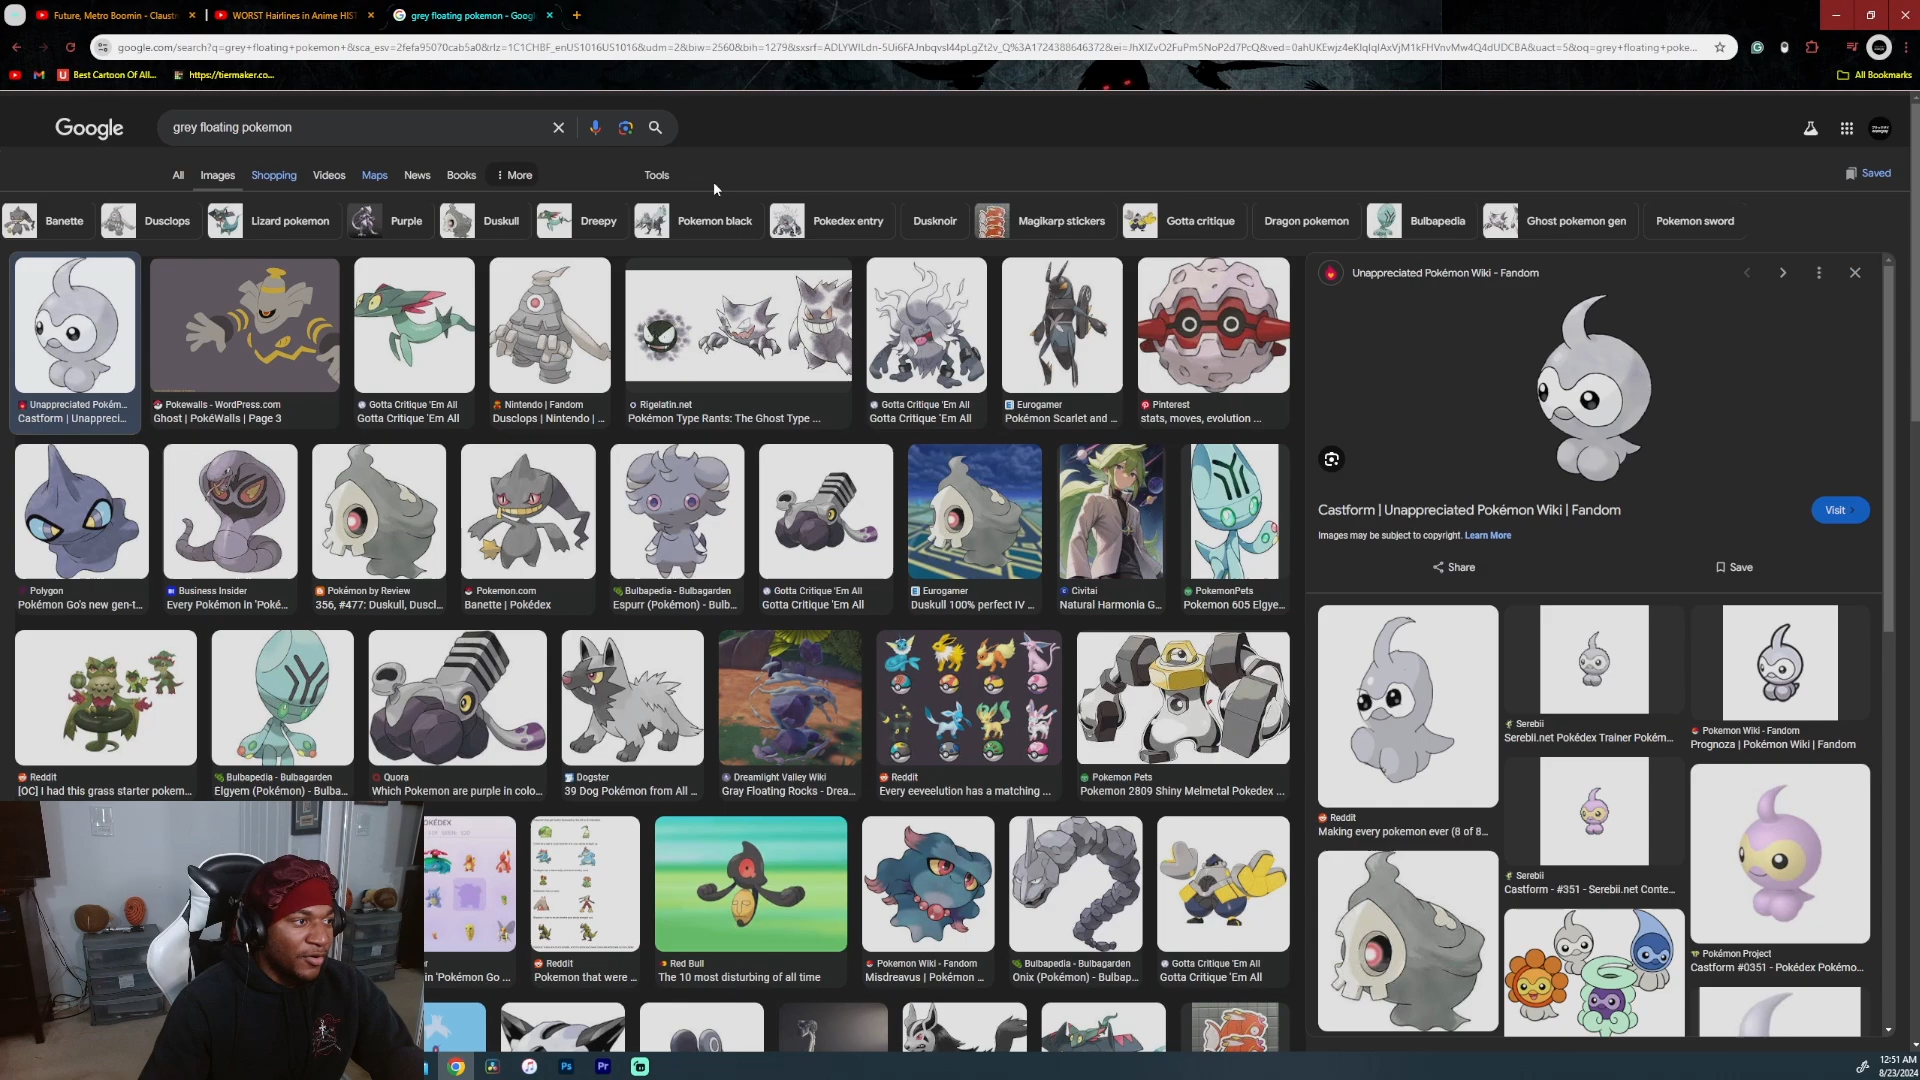 Future, Metro Boomin - Claustr
WORST Hairlines in Anime HIST
grey floating pokemon - Googl
Best Cartoon Of All...
https://tiermaker.co...
All Bookmarks
Google
grey floating pokemon
All
Images
Shopping
Videos
Maps
News
Books
More
Tools
Saved
Banette
Dusclops
Lizard pokemon
Purple
Duskull
Dreepy
Pokemon black
Pokedex entry
Dusknoir
Magikarp stickers
Gotta critique
Dragon pokemon
Bulbapedia
Ghost pokemon gen
Pokemon sword
Unappreciated Pokém...
Castform | Unappreci...
Pokewalls - WordPress.com
Ghost | PokéWalls | Page 3
Gotta Critique 'Em All
Gotta Critique 'Em All
Nintendo | Fandom
Dusclops | Nintendo | ...
Rigelatin.net
Pokémon Type Rants: The Ghost Type ...
Gotta Critique 'Em All
Gotta Critique 'Em All
Eurogamer
Pokémon Scarlet and ...
Pinterest
stats, moves, evolution ...
Polygon
Pokémon Go's new gen-t...
Business Insider
Every Pokémon in 'Poké...
Pokémon by Review
356, #477: Duskull, Duscl...
Pokemon.com
Banette | Pokédex
Bulbapedia - Bulbagarden
Espurr (Pokémon) - Bulb...
Gotta Critique 'Em All
Gotta Critique 'Em All
Eurogamer
Duskull 100% perfect IV ...
Civitai
Natural Harmonia G...
PokemonPets
Pokemon 605 Elgye...
Reddit
[OC] I had this grass starter pokem...
Bulbapedia - Bulbagarden
Elgyem (Pokémon) - Bulba...
Quora
Which Pokemon are purple in colo...
Dogster
39 Dog Pokémon from All ...
Dreamlight Valley Wiki
Gray Floating Rocks - Drea...
Reddit
Every eeveelution has a matching ...
Pokemon Pets
Pokemon 2809 Shiny Melmetal Pokedex ...
OKÉDEX
in 'Pokémon Go ...
Reddit
Pokemon that were ...
Red Bull
The 10 most disturbing of all time
Pokemon Wiki - Fandom
Misdreavus | Pokémon ...
Bulbapedia - Bulbagarden
Onix (Pokémon) - Bulbap...
Gotta Critique 'Em All
Gotta Critique 'Em All
Unappreciated Pokémon Wiki - Fandom
Castform | Unappreciated Pokémon Wiki | Fandom
Visit
Images may be subject to copyright. Learn More
Share
Save
Reddit
Making every pokemon ever (8 of 8...
Serebii
Serebii.net Pokédex Trainer Pokém...
Pokemon Wiki - Fandom
Prognoza | Pokémon Wiki | Fandom
Serebii
Castform - #351 - Serebii.net Conte...
Pokémon Project
Castform #0351 - Pokédex Pokémo...
Ps
Pr
12:51 AM
8/23/2024